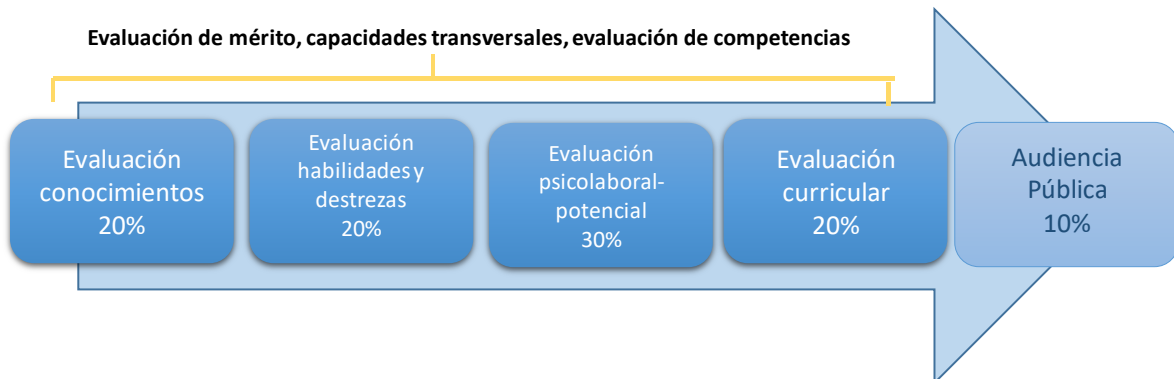 Evaluación de mérito, capacidades transversales, evaluación de competencias
Evaluación
conocimientos
20%
Evaluación
habilidades y
destrezas
20%
Evaluación
psicolaboral-
potencial
30%
Evaluación
curricular
20%
Audiencia
Pública
10%